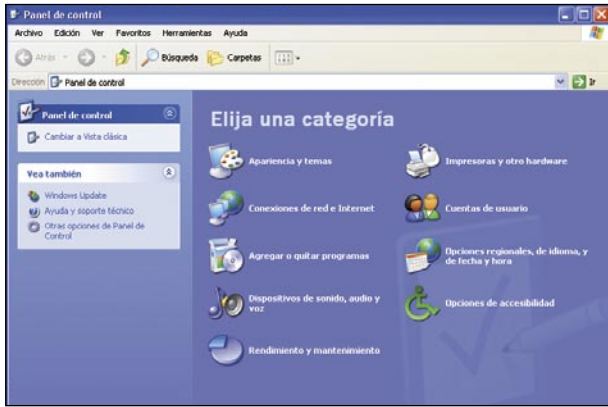 Panel de control
Archivo Edición Ver Favoritos Herramientas Ayuda
Atrás Búsqueda Carpetas
Dirección Panel de control Ir
Panel de control
Cambiar a Vista clásica
Vea también
Windows Update
Ayuda y soporte técnico
Otras opciones de Panel de
Control
Elija una categoría
Apariencia y temas
Impresoras y otro hardware
Conexiones de red e Internet
Cuentas de usuario
Agregar o quitar programas
Opciones regionales, de idioma, y
de fecha y hora
Dispositivos de sonido, audio y
voz
Opciones de accesibilidad
Rendimiento y mantenimiento